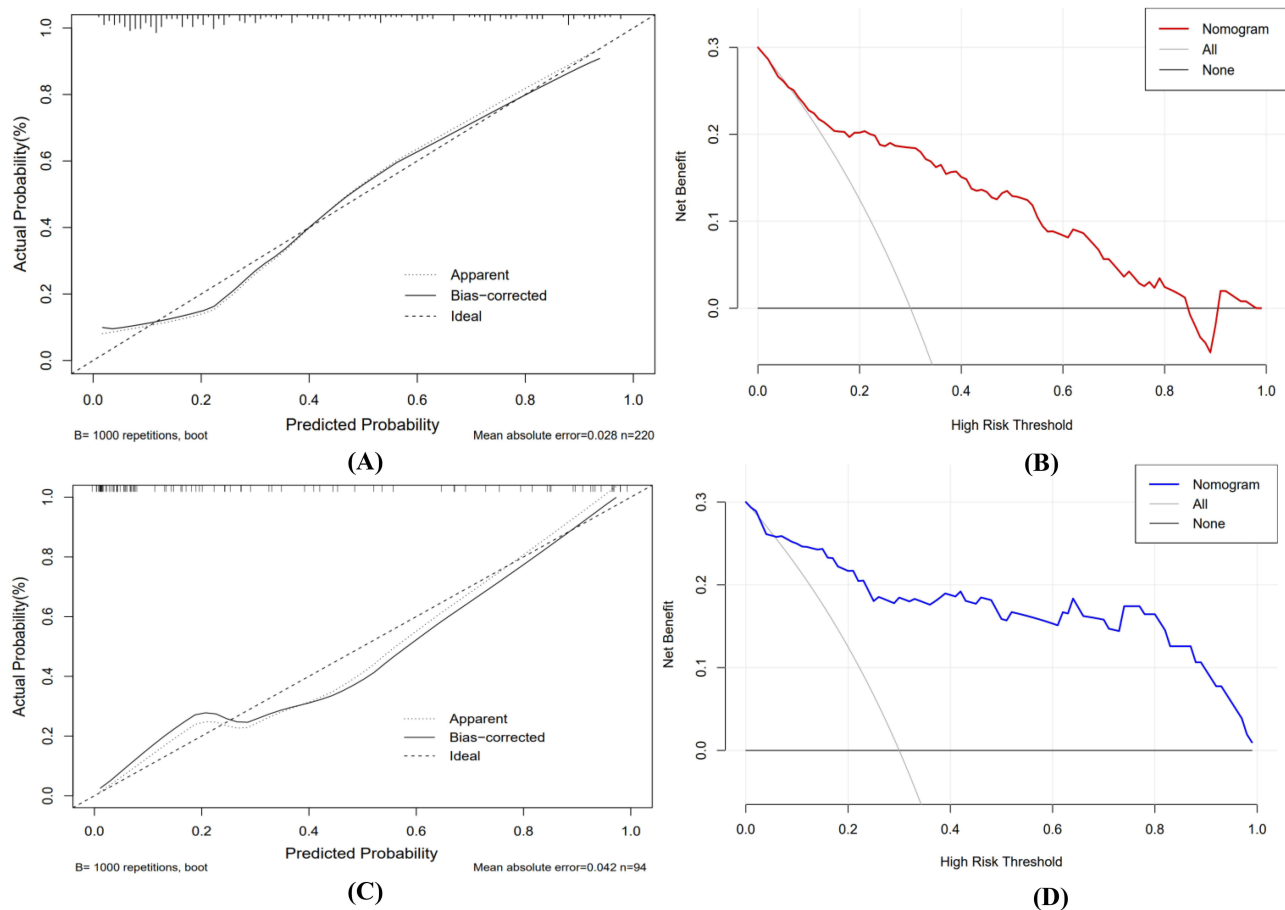 Actual Probability(%)
1.0
0.8
0.6
0.4
0.2
0.0
Apparent
Bias−corrected
Ideal
0.0 0.2 0.4 0.6 0.8 1.0
Predicted Probability
B= 1000 repetitions, boot
Mean absolute error=0.028 n=220
(A)
Nomogram
All
None
Net Benefit
0.3
0.2
0.1
0.0
0.0 0.2 0.4 0.6 0.8 1.0
High Risk Threshold
(B)
Actual Probability(%)
1.0
0.8
0.6
0.4
0.2
0.0
Apparent
Bias−corrected
Ideal
0.0 0.2 0.4 0.6 0.8 1.0
Predicted Probability
B= 1000 repetitions, boot
Mean absolute error=0.042 n=94
(C)
Nomogram
All
None
Net Benefit
0.3
0.2
0.1
0.0
0.0 0.2 0.4 0.6 0.8 1.0
High Risk Threshold
(D)